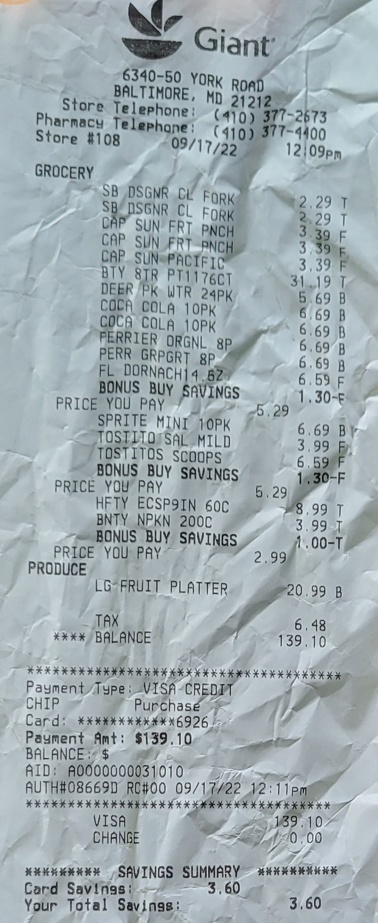 Giant
6340-50 YORK ROAD
BALTIMORE, MD 21212
Store Telephone: (410) 377-2673
Pharmacy Telephone: (410) 377-4400
Store #108 09/17/22 12:09pm
GROCERY
SB DSGNR CL FORK 2.29 T
SB DSGNR CL FORK 2.29 T
CAP SUN FRT PNCH 3.39 F
CAP SUN FRT PNCH 3.39 F
CAP SUN PACIFIC 3.39 F
BTY 8TR PT1176CT 31.19 T
DEER PK WTR 24PK 5.69 B
COCA COLA 10PK 6.69 B
COCA COLA 10PK 6.69 B
PERRIER ORGNL 8P 6.69 B
PERR GRPGRT 8P 6.69 B
FL DORNACH14.6Z 6.59 F
BONUS BUY SAVINGS 1.30-F
PRICE YOU PAY 5.29
SPRITE MINI 10PK 6.69 B
TOSTITO SAL MILD 3.99 F
TOSTITOS SCOOPS 6.59 F
BONUS BUY SAVINGS 1.30-F
PRICE YOU PAY 5.29
HFTY ECSP9IN 60C 8.99 T
BNTY NPKN 200C 3.99 T
BONUS BUY SAVINGS 1.00-T
PRICE YOU PAY 2.99
PRODUCE
LG FRUIT PLATTER 20.99 B
TAX 6.48
**** BALANCE 139.10
***********************************
Payment Type: VISA CREDIT
CHIP Purchase
Card: ************6926
Payment Amt: $139.10
BALANCE: $
AID: A0000000031010
AUTH#08669D RC#00 09/17/22 12:11pm
***********************************
VISA 139.10
CHANGE 0.00
********* SAVINGS SUMMARY **********
Card Savings: 3.60
Your Total Savings: 3.60